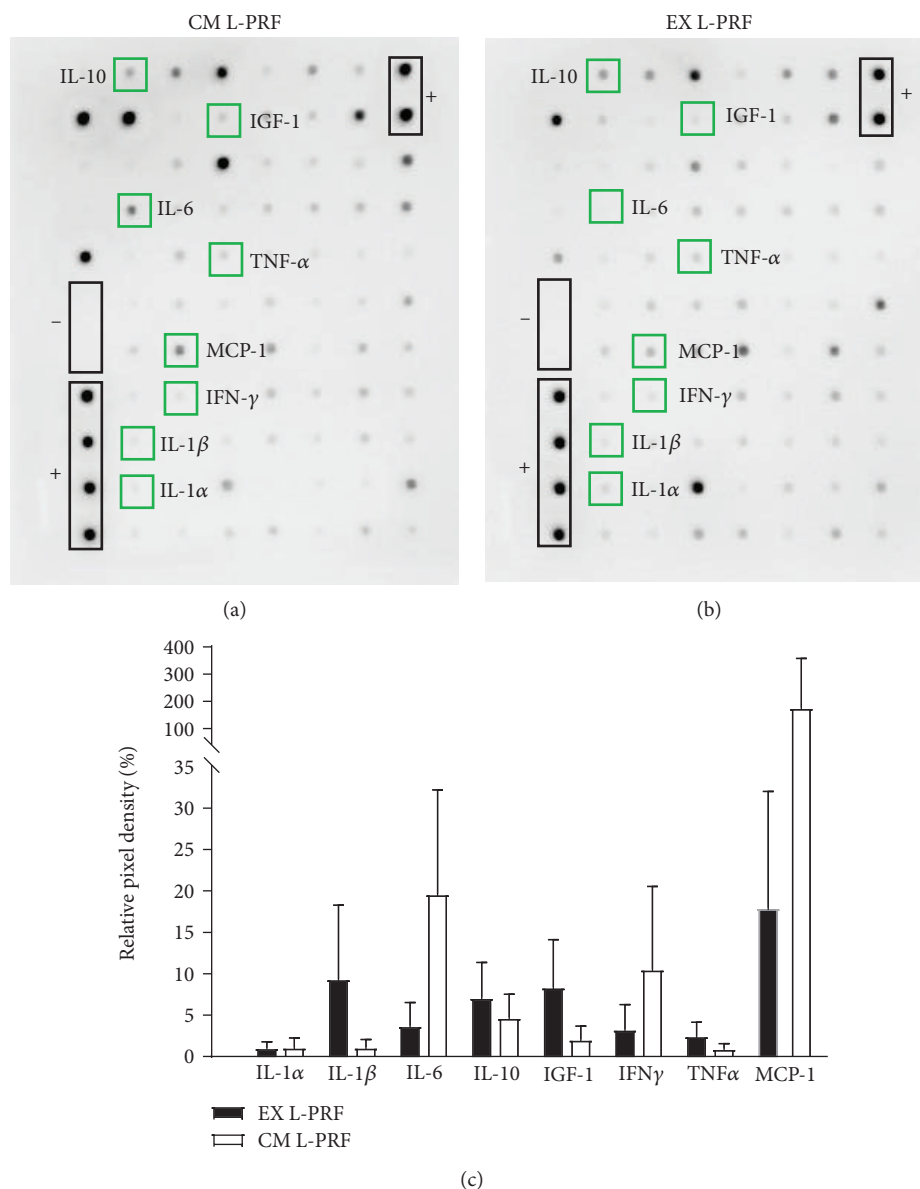 CM L-PRF
EX L-PRF
IL-10
+
IGF-1
IL-6
TNF-α
−
MCP-1
IFN-γ
IL-1β
+
IL-1α
(a)
IL-10
+
IGF-1
IL-6
TNF-α
−
MCP-1
IFN-γ
IL-1β
+
IL-1α
(b)
400
300
200
100
35
30
25
20
15
10
5
0
Relative pixel density (%)
IL-1α IL-1β IL-6 IL-10 IGF-1 IFNγ TNFα MCP-1
EX L-PRF
CM L-PRF
(c)